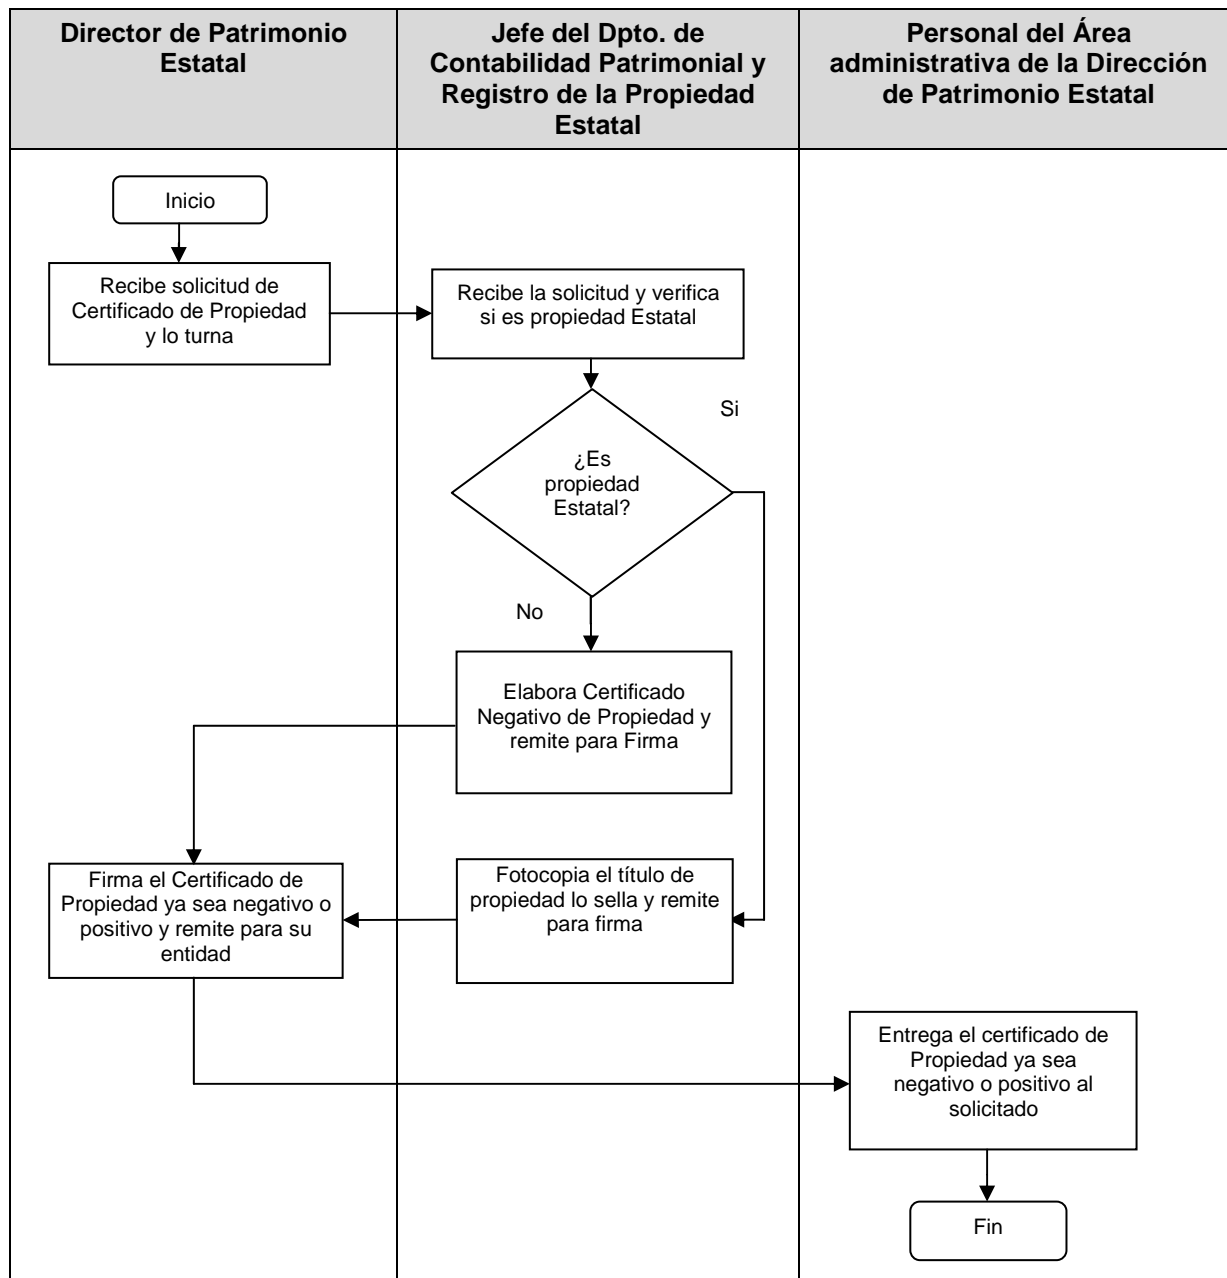 Director de Patrimonio
Estatal
Jefe del Dpto. de
Contabilidad Patrimonial y
Registro de la Propiedad
Estatal
Personal del Área
administrativa de la Dirección
de Patrimonio Estatal
Inicio
Recibe solicitud de
Certificado de Propiedad
y lo turna
Recibe la solicitud y verifica
si es propiedad Estatal
Si
¿Es
propiedad
Estatal?
No
Elabora Certificado
Negativo de Propiedad y
remite para Firma
Fotocopia el título de
propiedad lo sella y remite
para firma
Firma el Certificado de
Propiedad ya sea negativo o
positivo y remite para su
entidad
Entrega el certificado de
Propiedad ya sea
negativo o positivo al
solicitado
Fin